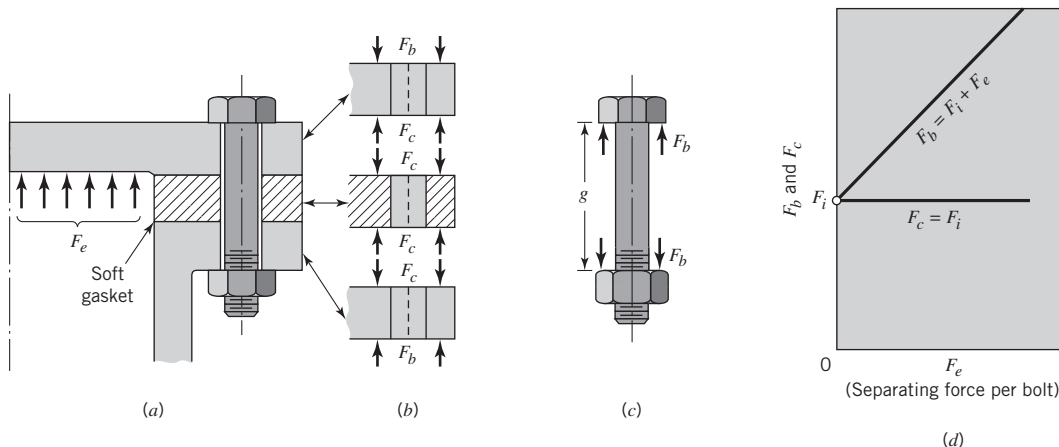 F_e
Soft
gasket
(a)
F_b
F_c
F_c
F_c
F_c
F_b
(b)
g
F_b
F_b
(c)
F_b and F_c
F_i
F_b = F_i + F_e
F_c = F_i
0
F_e
(Separating force per bolt)
(d)